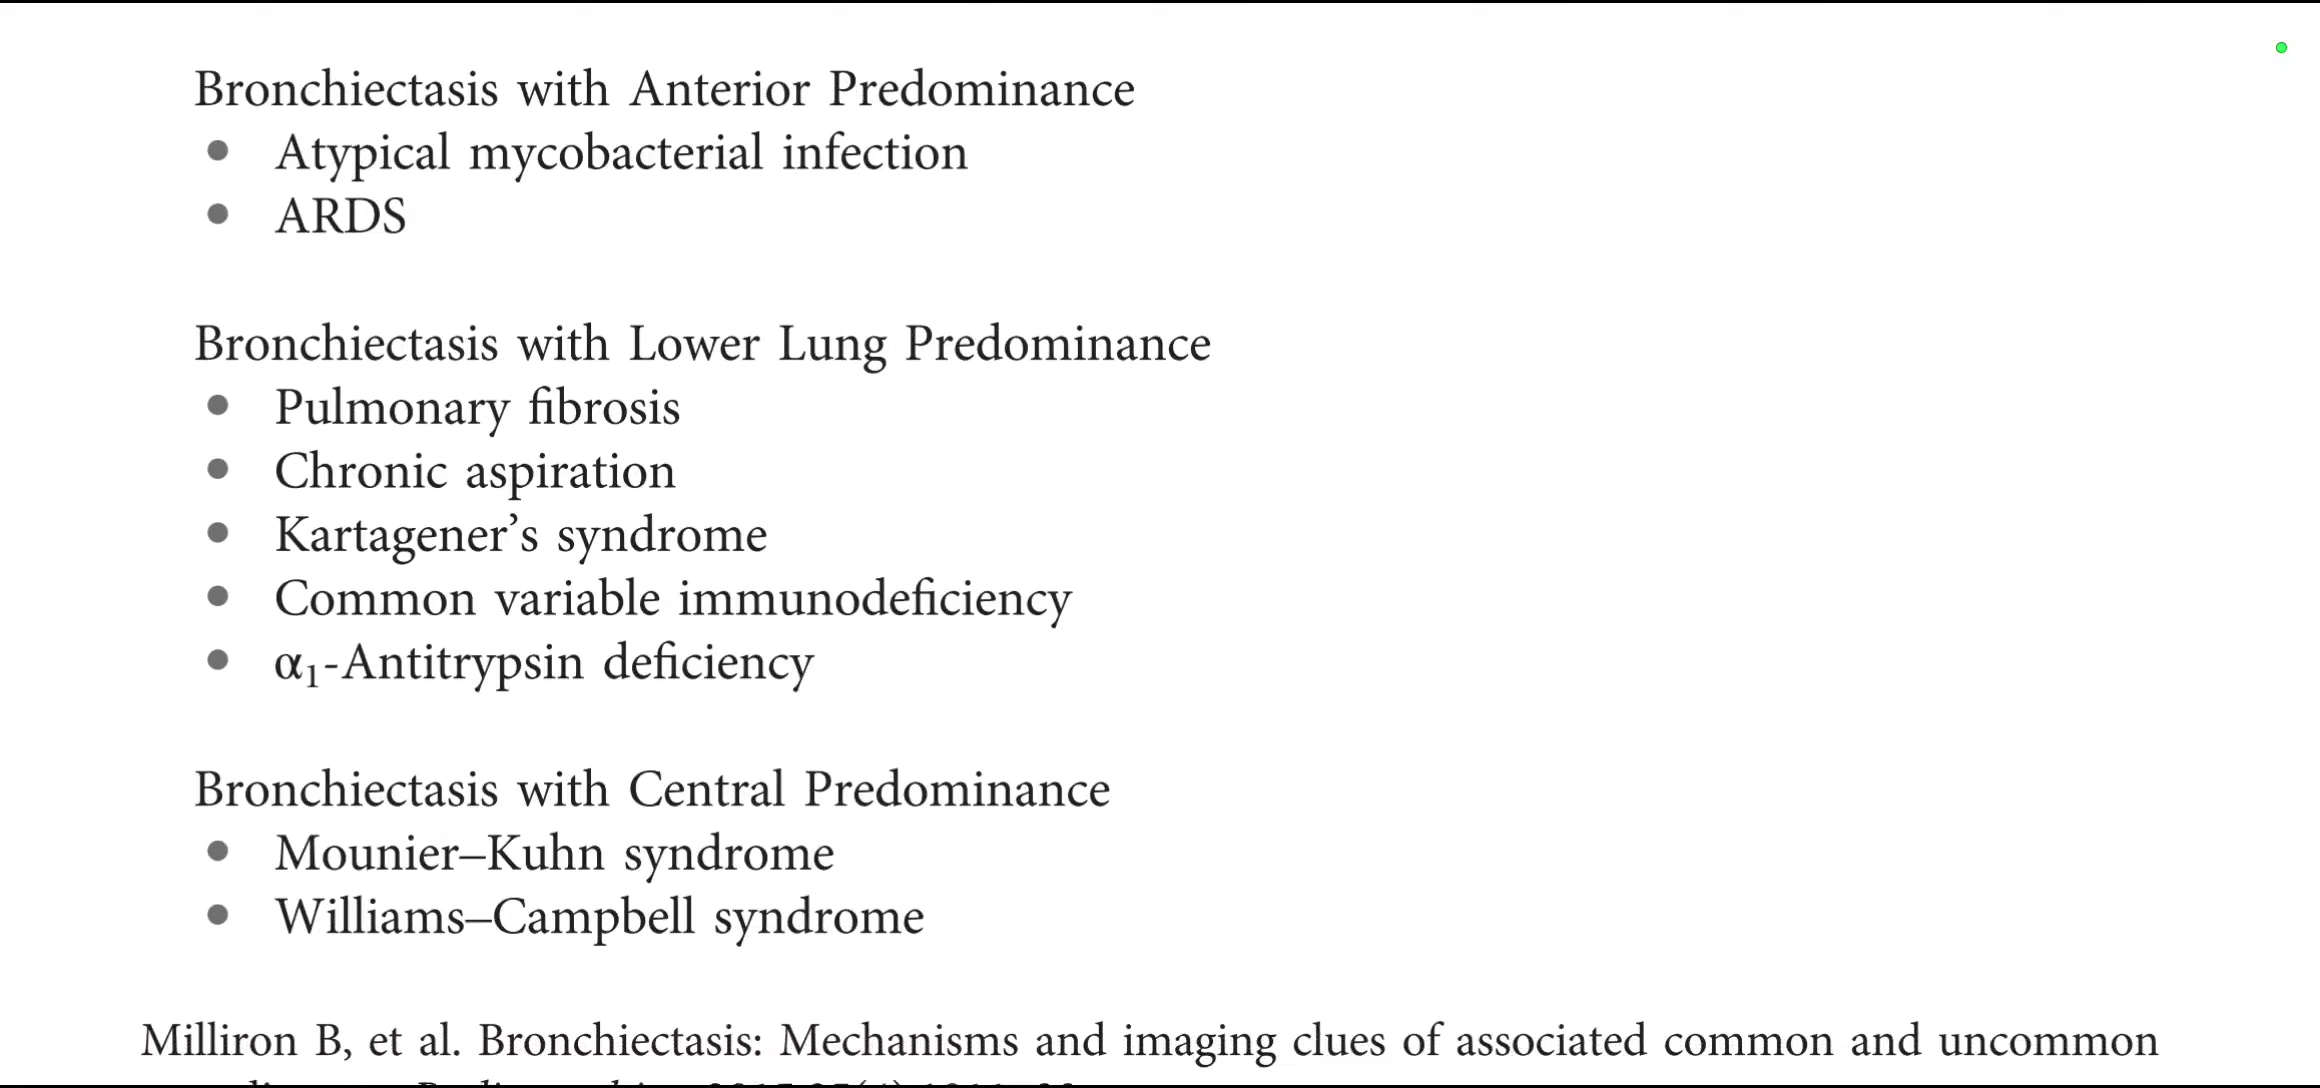 Bronchiectasis with Anterior Predominance
• Atypical mycobacterial infection
• ARDS
Bronchiectasis with Lower Lung Predominance
• Pulmonary fibrosis
• Chronic aspiration
• Kartagener’s syndrome
• Common variable immunodeficiency
• α₁-Antitrypsin deficiency
Bronchiectasis with Central Predominance
• Mounier–Kuhn syndrome
• Williams–Campbell syndrome
Milliron B, et al. Bronchiectasis: Mechanisms and imaging clues of associated common and uncommon